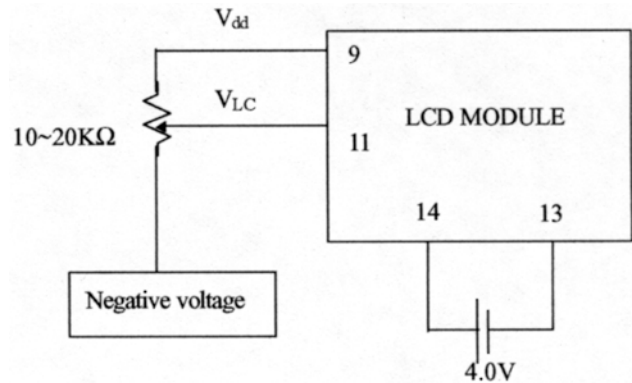 Vdd
9
VLC
LCD MODULE
10~20KΩ
11
14 13
Negative voltage
4.0V